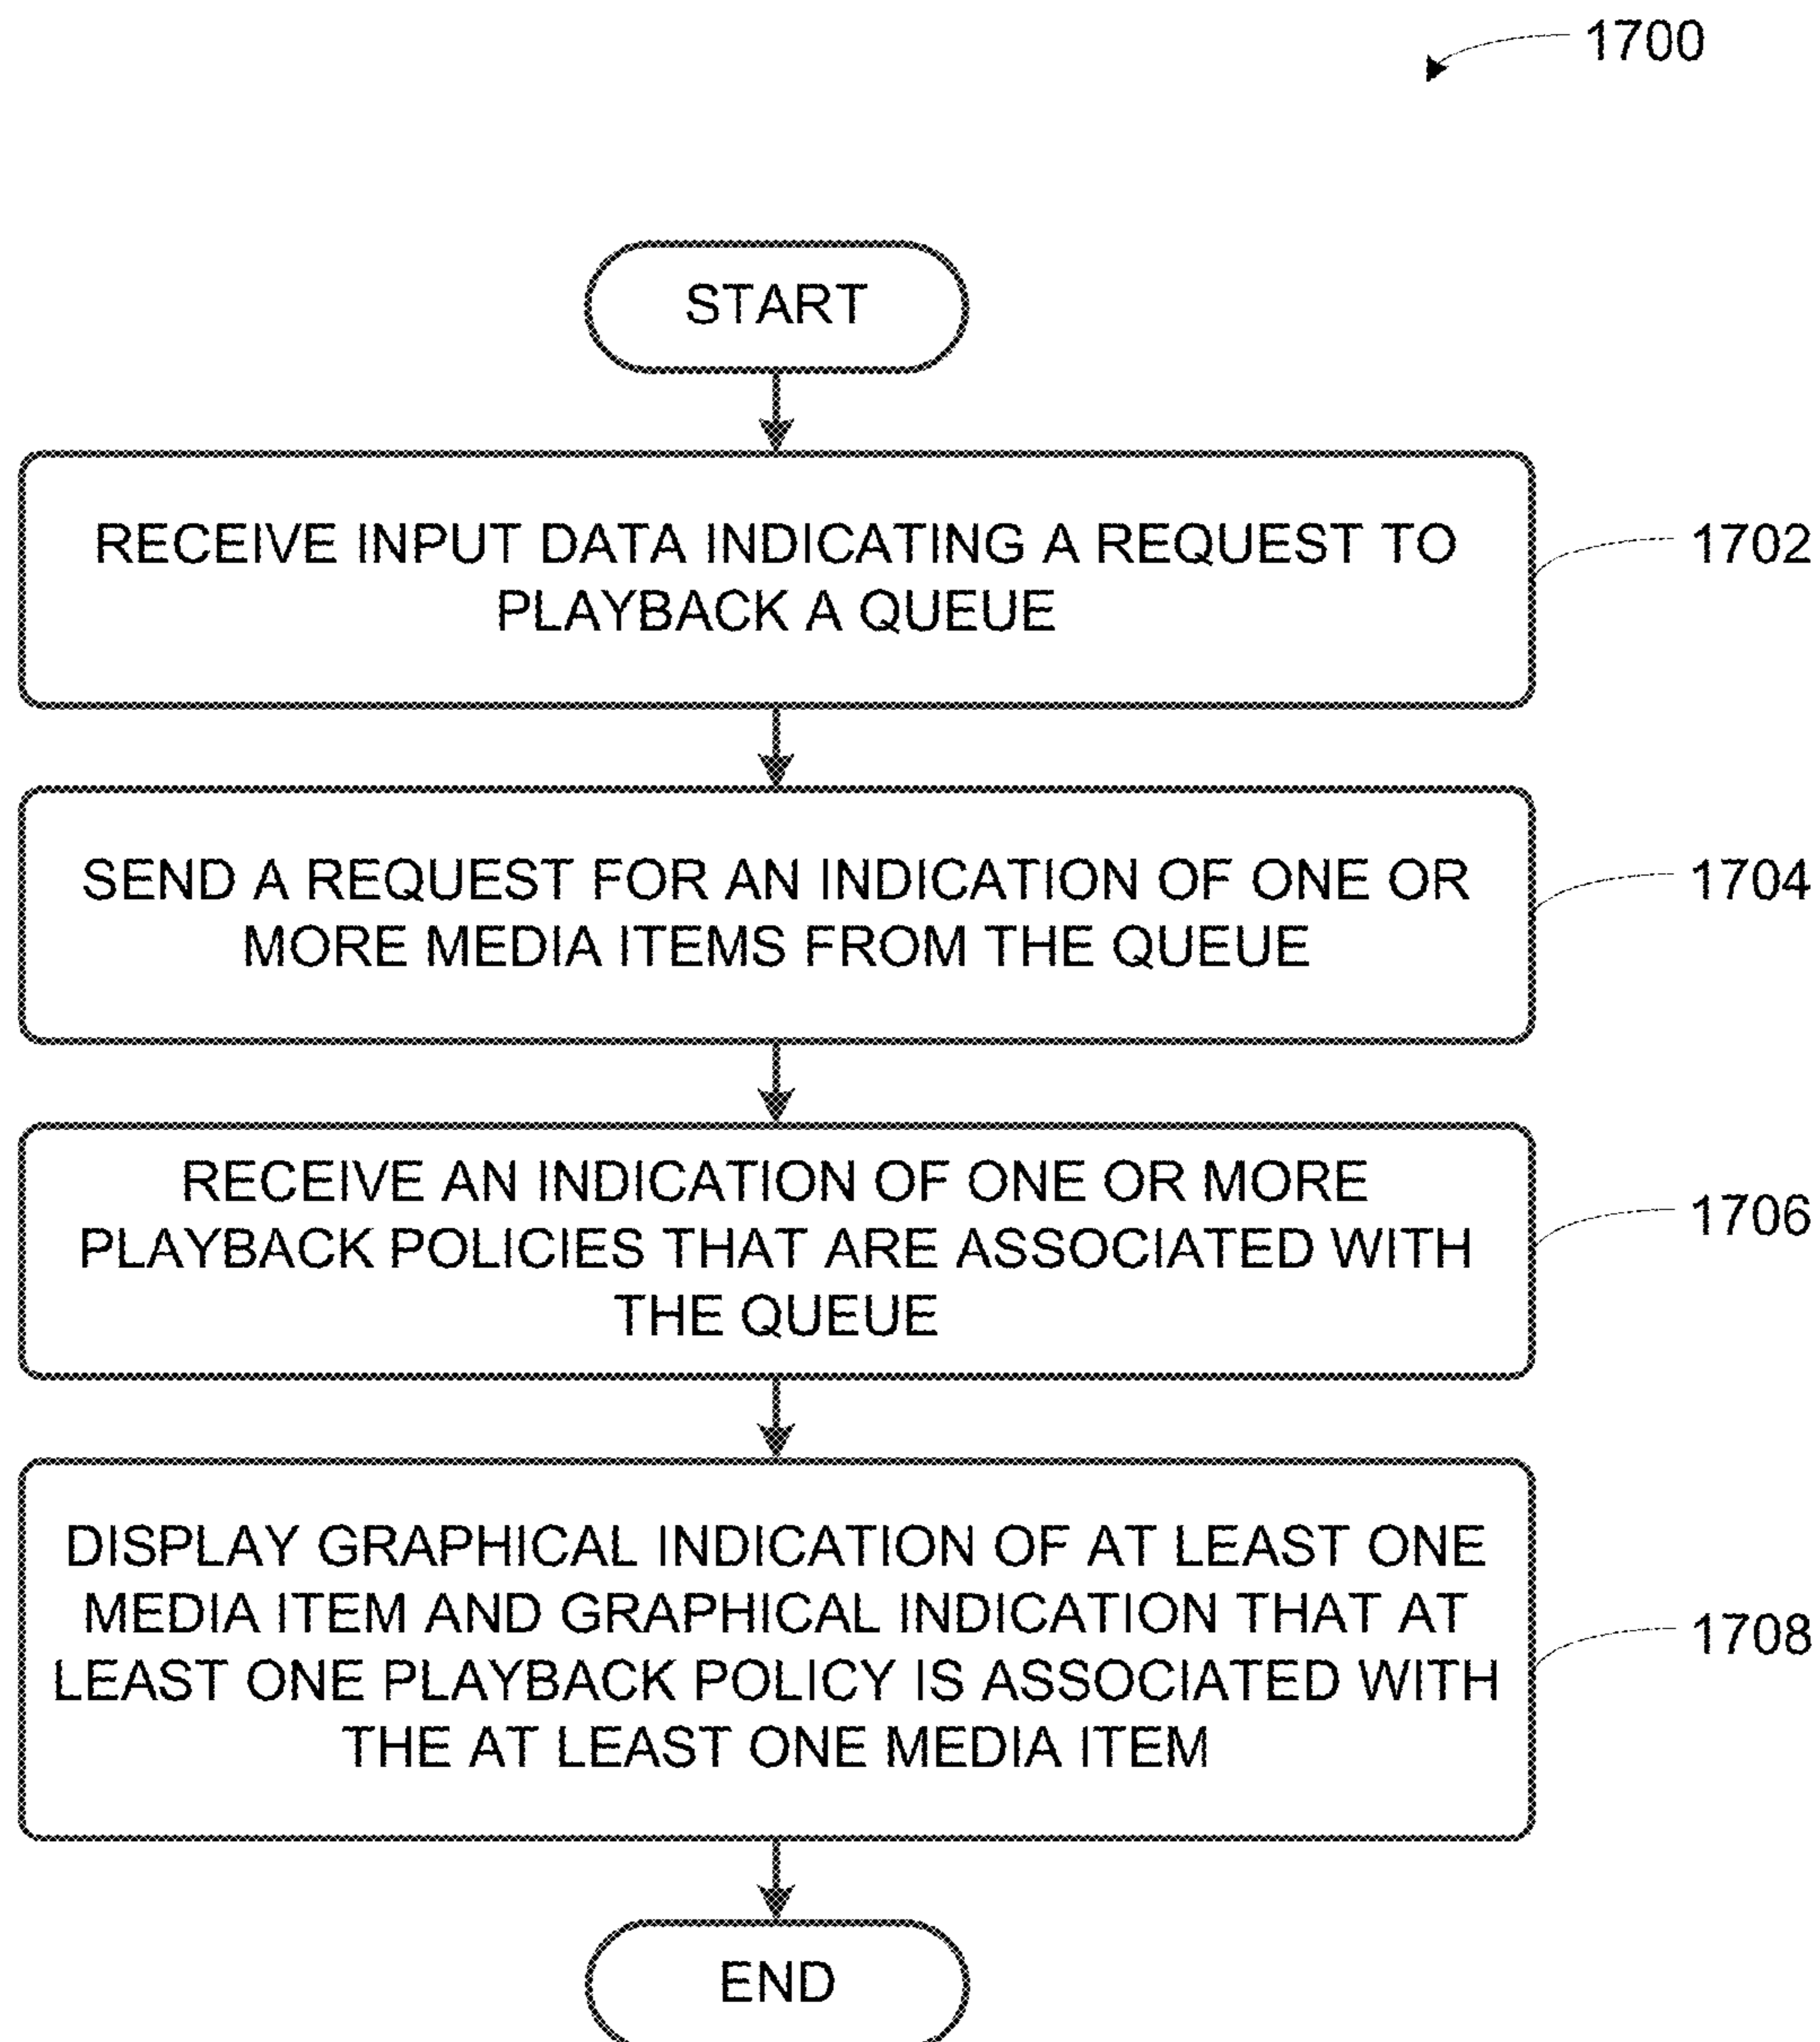 1700
START
RECEIVE INPUT DATA INDICATING A REQUEST TO
PLAYBACK A QUEUE
1702
SEND A REQUEST FOR AN INDICATION OF ONE OR
MORE MEDIA ITEMS FROM THE QUEUE
1704
RECEIVE AN INDICATION OF ONE OR MORE
PLAYBACK POLICIES THAT ARE ASSOCIATED WITH
THE QUEUE
1706
DISPLAY GRAPHICAL INDICATION OF AT LEAST ONE
MEDIA ITEM AND GRAPHICAL INDICATION THAT AT
LEAST ONE PLAYBACK POLICY IS ASSOCIATED WITH
THE AT LEAST ONE MEDIA ITEM
1708
END